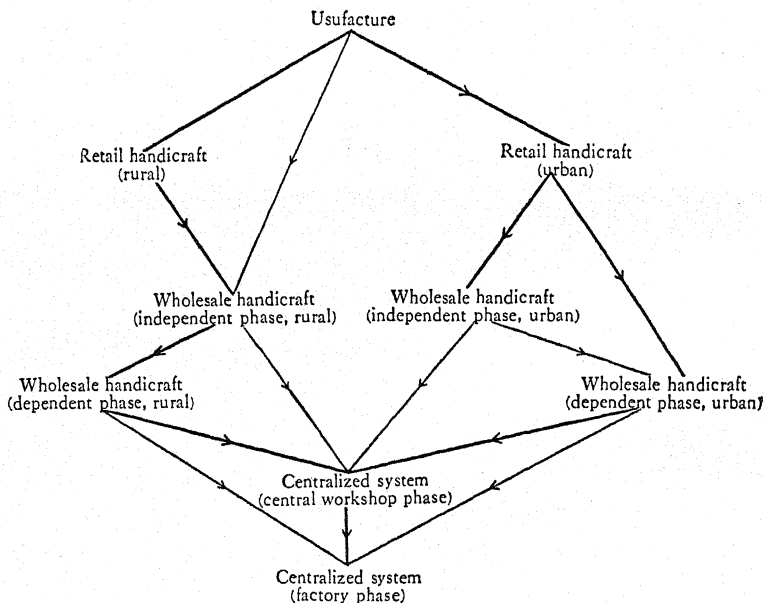 Usufacture
Retail handicraft
(rural)
Retail handicraft
(urban)
Wholesale handicraft
(independent phase, rural)
Wholesale handicraft
(independent phase, urban)
Wholesale handicraft
(dependent phase, rural)
Wholesale handicraft
(dependent phase, urban)
Centralized system
(central workshop phase)
Centralized system
(factory phase)